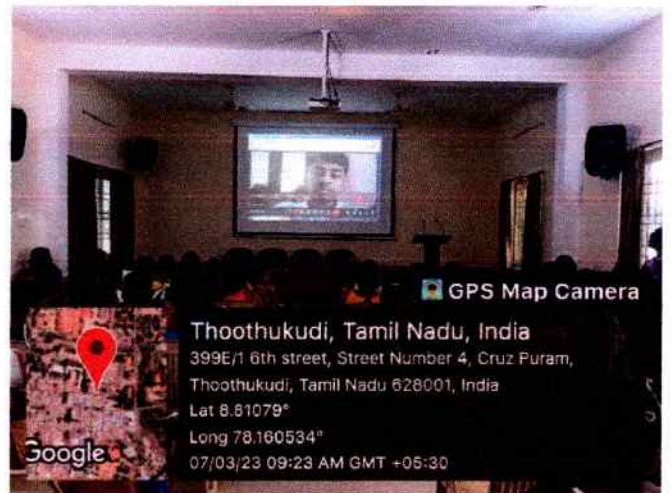 GPS Map Camera
Thoothukudi, Tamil Nadu, India
399E/1 6th street, Street Number 4, Cruz Puram,
Thoothukudi, Tamil Nadu 628001, India
Lat 8.81079°
Long 78.160534°
07/03/23 09:23 AM GMT +05:30
Google